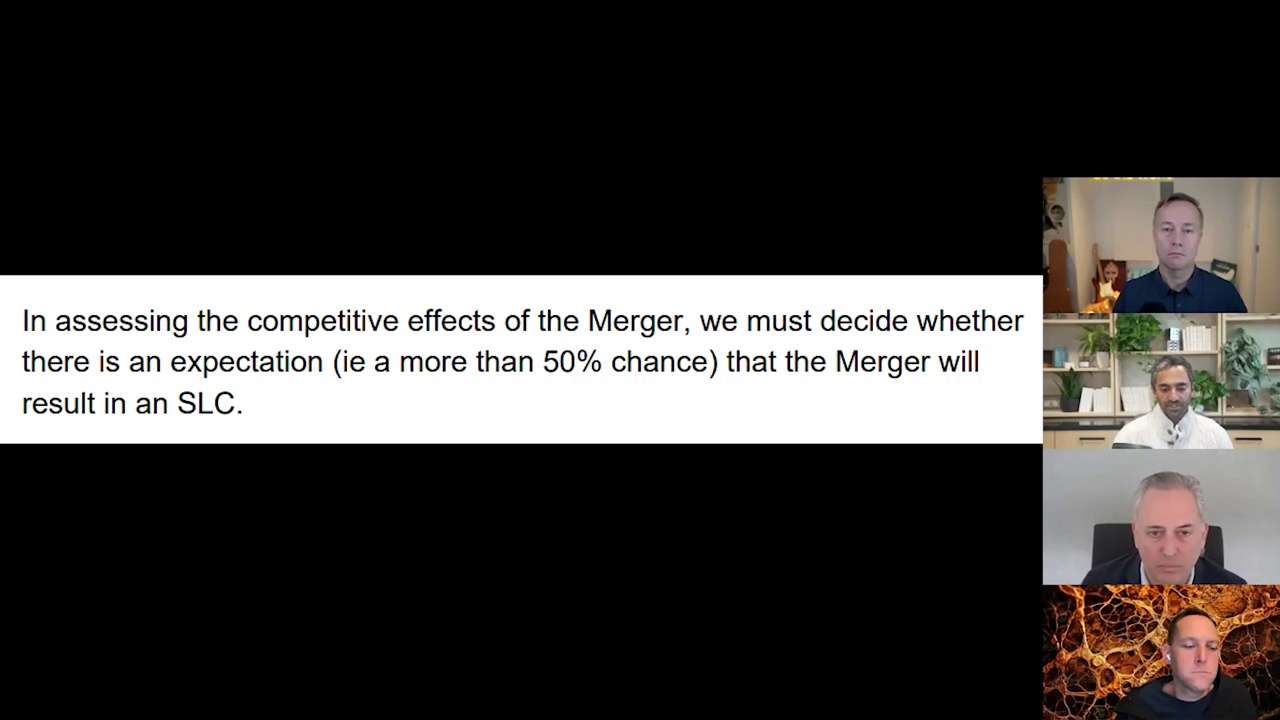 In assessing the competitive effects of the Merger, we must decide whether
there is an expectation (ie a more than 50% chance) that the Merger will
result in an SLC.